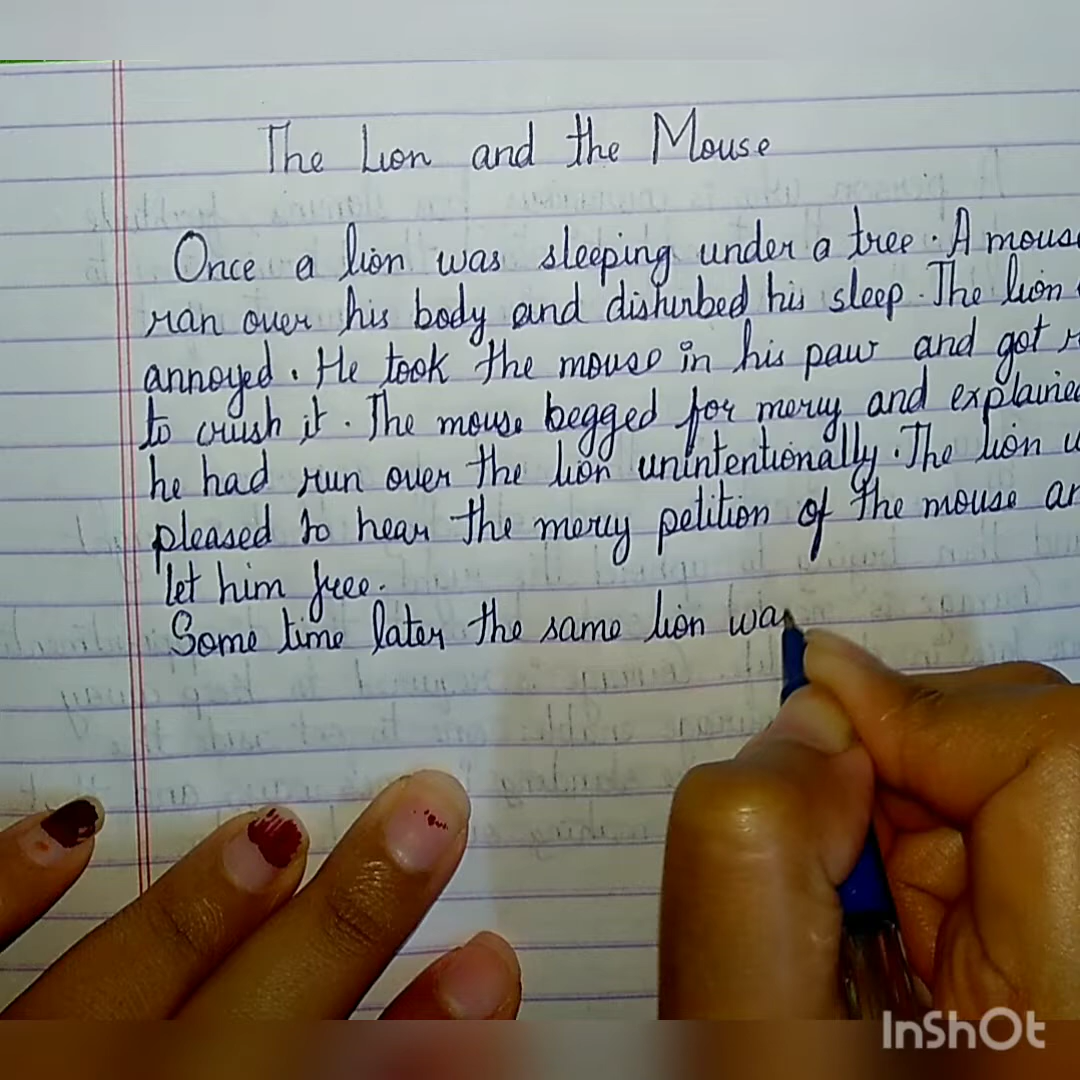 The Lion and the Mouse
Once a lion was sleeping under a tree. A mouse
ran over his body and disturbed his sleep. The lion
annoyed. He took the mouse in his paw and got
to crush it. The mouse begged for mercy and explained
he had run over the lion unintentionally. The lion
pleased to hear the mercy petition of the mouse
let him free.
Some time later the same lion was
InShOt